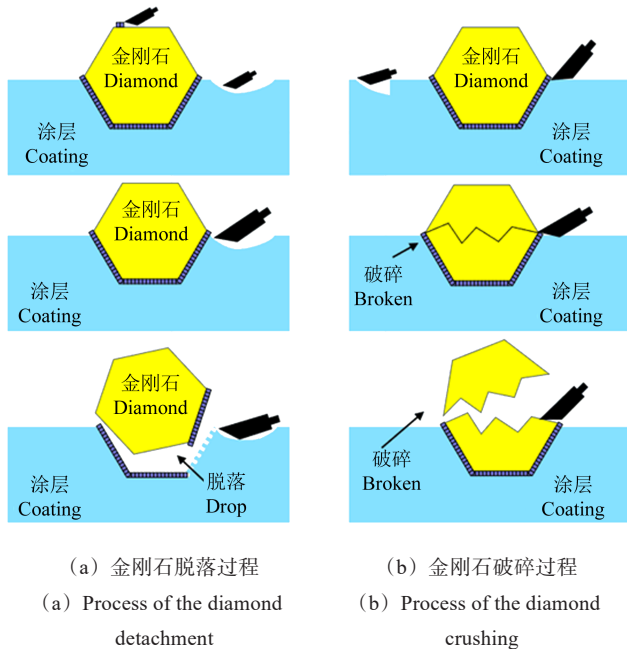 金刚石
Diamond
涂层
Coating
金刚石
Diamond
涂层
Coating
金刚石
Diamond
脱落
Drop
涂层
Coating
(a)金刚石脱落过程
(a)Process of the diamond
detachment
金刚石
Diamond
涂层
Coating
破碎
Broken
涂层
Coating
破碎
Broken
涂层
Coating
(b)金刚石破碎过程
(b)Process of the diamond
crushing